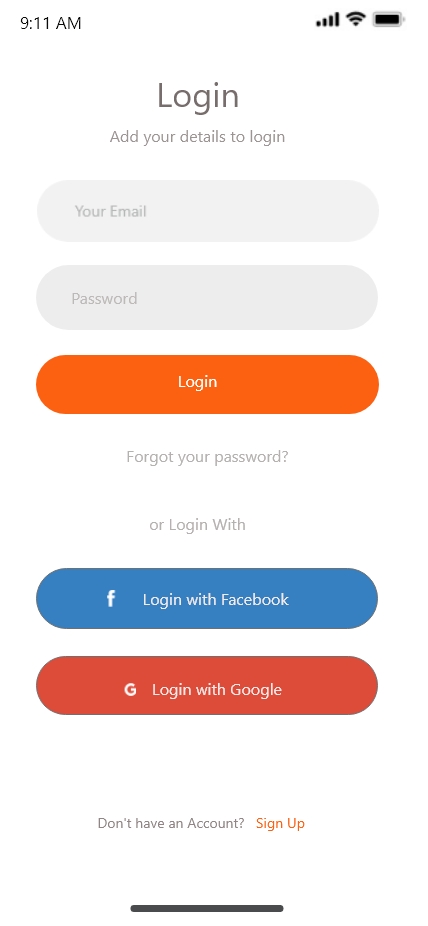 9:11 AM
Login
Add your details to login
Your Email
Password
Login
Forgot your password?
or Login With
f Login with Facebook
G Login with Google
Don't have an Account? Sign Up